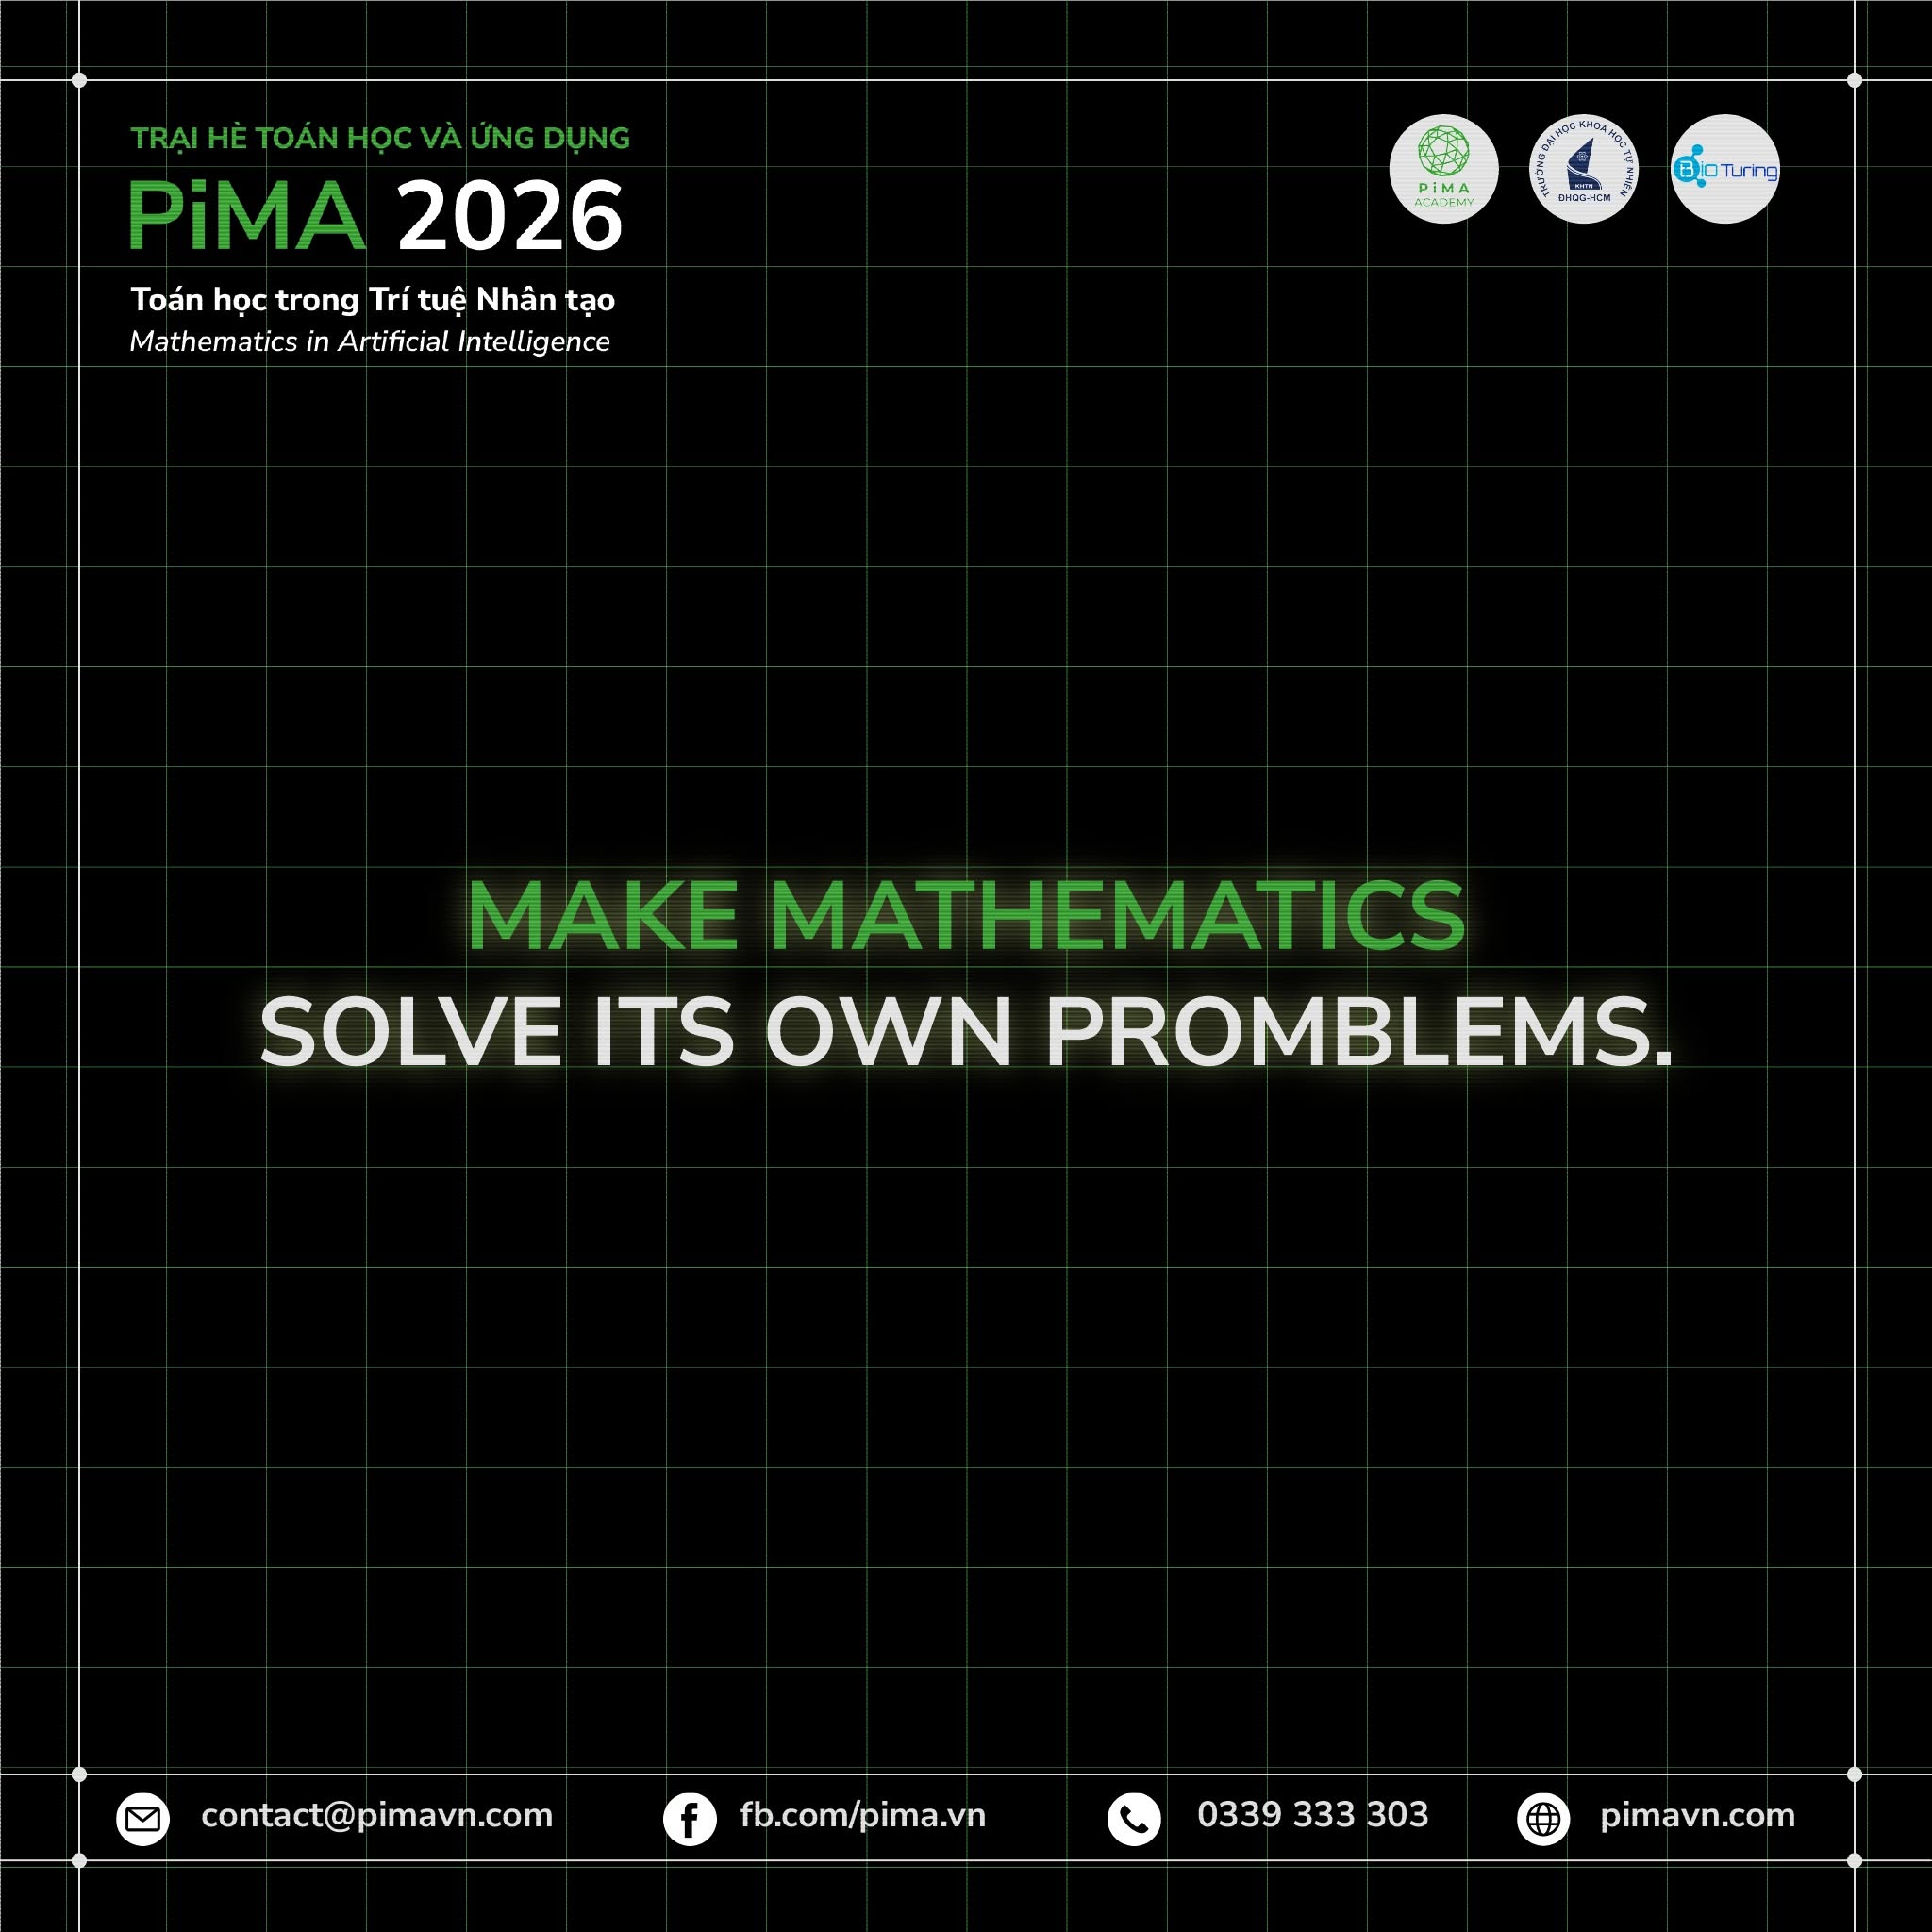 TRẠI HÈ TOÁN HỌC VÀ ỨNG DỤNG
PiMA 2026
Toán học trong Trí tuệ Nhân tạo
Mathematics in Artificial Intelligence
PiMA
ACADEMY
TRƯỜNG ĐẠI HỌC KHOA HỌC TỰ NHIÊN
KHTN
ĐHQG-HCM
BioTuring
MAKE MATHEMATICS
SOLVE ITS OWN PROMBLEMS.
contact@pimavn.com
fb.com/pima.vn
0339 333 303
pimavn.com